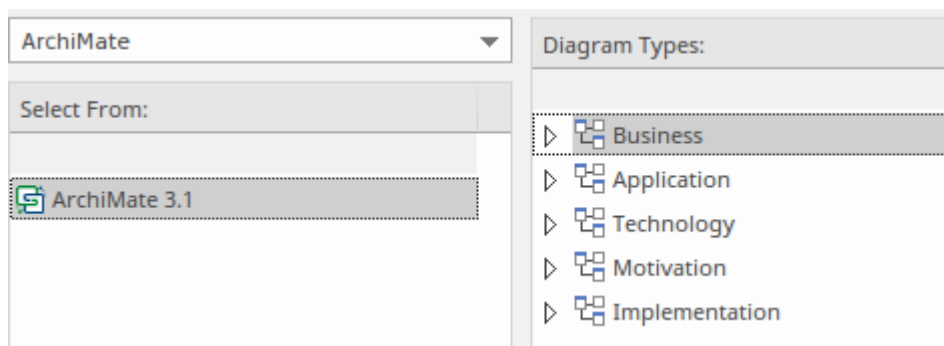 ArchiMate
Select From:
ArchiMate 3.1
Diagram Types:
Business
Application
Technology
Motivation
Implementation